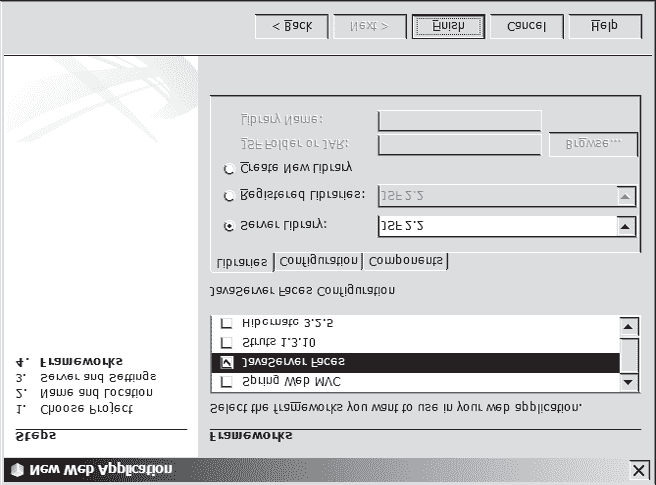 New Web Application
Steps
1. Choose Project
2. Name and Location
3. Server and Settings
4. Frameworks
Frameworks
Select the frameworks you want to use in your web application.
Spring Web MVC
JavaServer Faces
Struts 1.3.10
Hibernate 3.2.5
JavaServer Faces Configuration
Libraries Configuration Components
Server Library: JSF 2.2
Registered Libraries: JSF 2.2
Create New Library
JSF Folder or JAR: Browse...
Library Name:
< Back Next > Finish Cancel Help